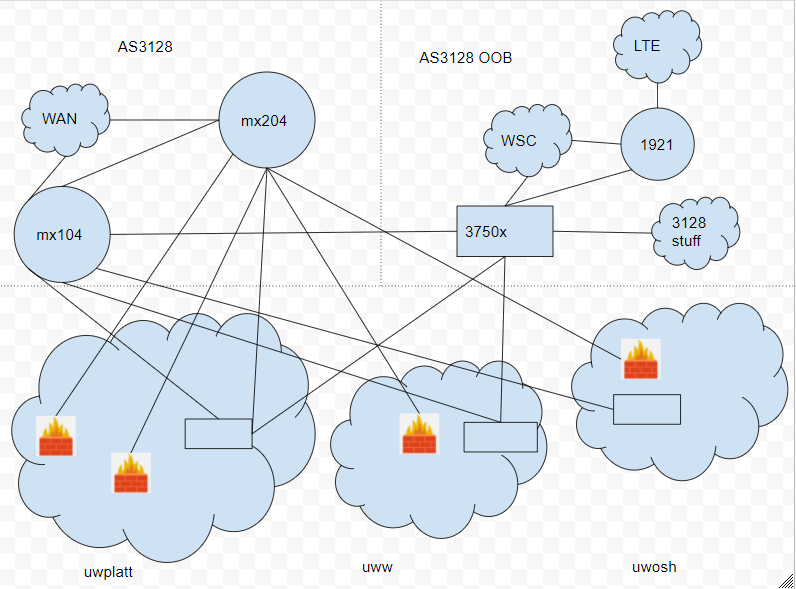 AS3128
AS3128 OOB
LTE
WAN
mx204
WSC
1921
mx104
3750x
3128
stuff
uwplatt
uww
uwosh